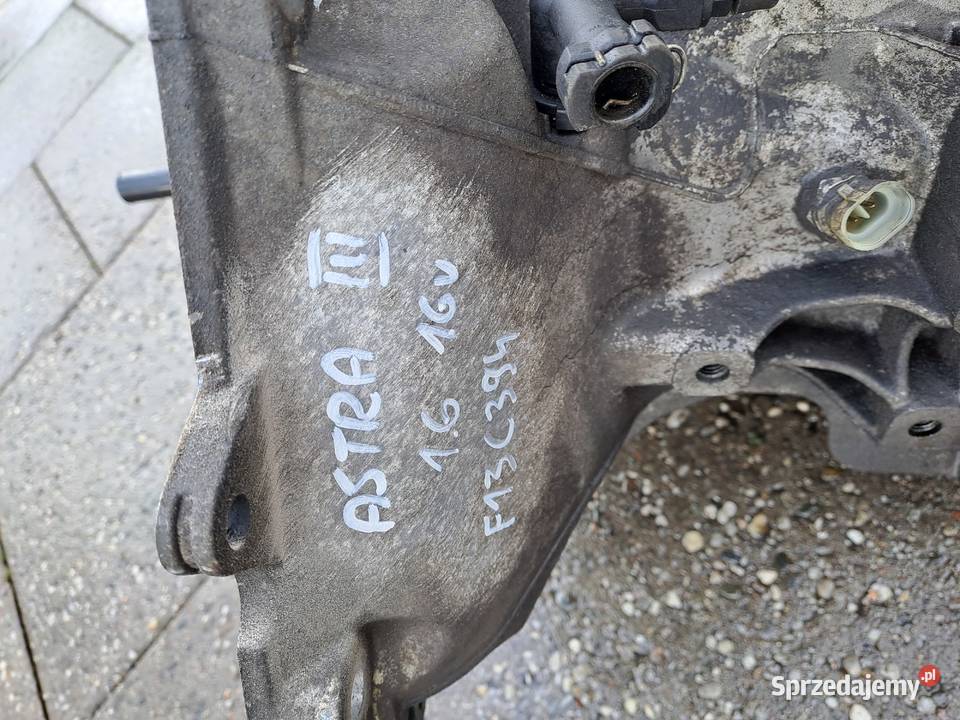 ASTRA III
1.6 16v
F13C394
Sprzedajemy.pl